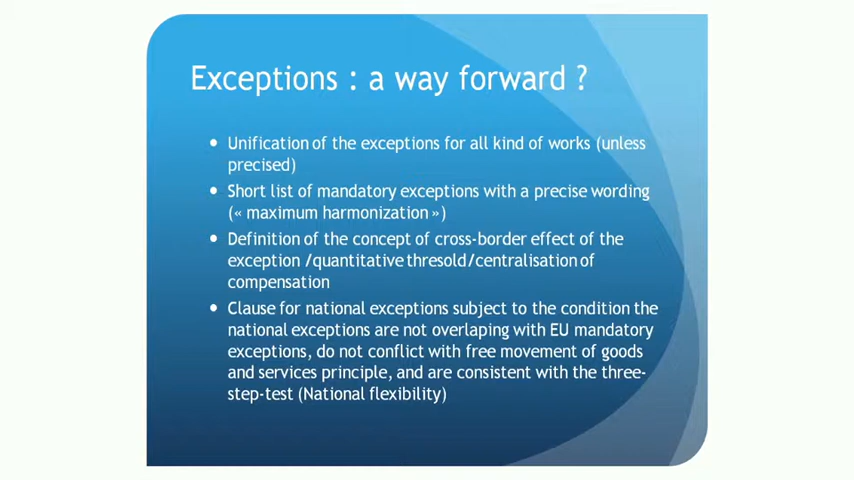 Exceptions : a way forward ?
• Unification of the exceptions for all kind of works (unless
precised)
• Short list of mandatory exceptions with a precise wording
(« maximum harmonization »)
• Definition of the concept of cross-border effect of the
exception /quantitative thresold/centralisation of
compensation
• Clause for national exceptions subject to the condition the
national exceptions are not overlaping with EU mandatory
exceptions, do not conflict with free movement of goods
and services principle, and are consistent with the three-
step-test (National flexibility)